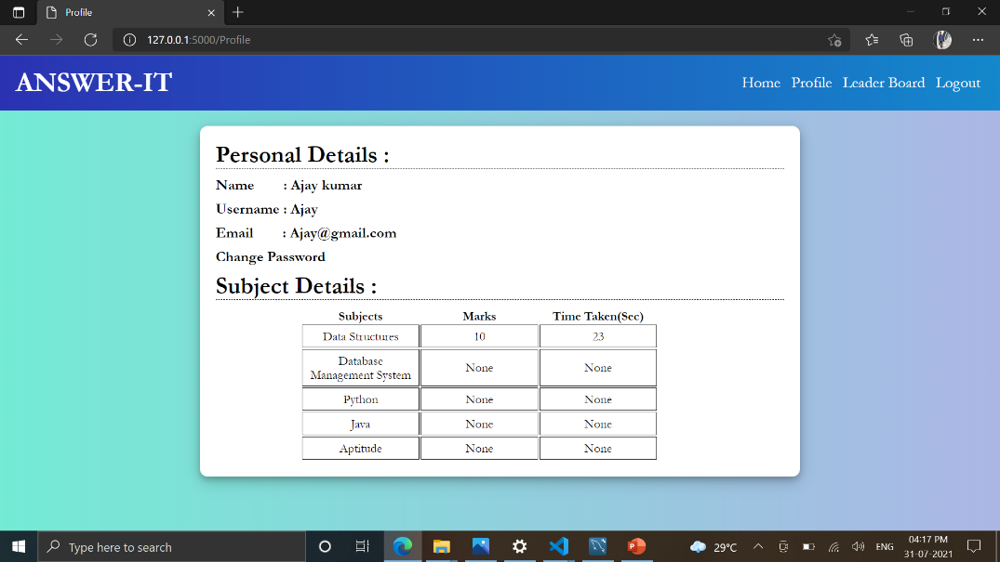 Profile
127.0.0.1:5000/Profile
ANSWER-IT
Home Profile Leader Board Logout
Personal Details :
Name : Ajay kumar
Username : Ajay
Email : Ajay@gmail.com
Change Password
Subject Details :
Subjects Marks Time Taken(Sec)
Data Structures 10 23
Database
Management System None None
Python None None
Java None None
Aptitude None None
Type here to search
29°C
ENG
04:17 PM
31-07-2021